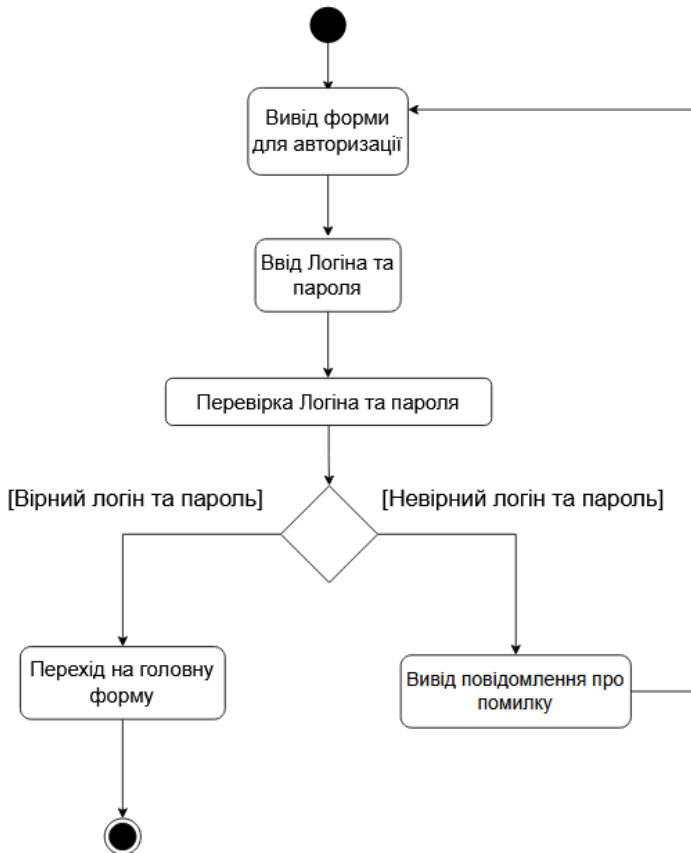 Вивід форми
для авторизації
Ввід Логіна та
пароля
Перевірка Логіна та пароля
[Вірний логін та пароль]
[Невірний логін та пароль]
Перехід на головну
форму
Вивід повідомлення про
помилку